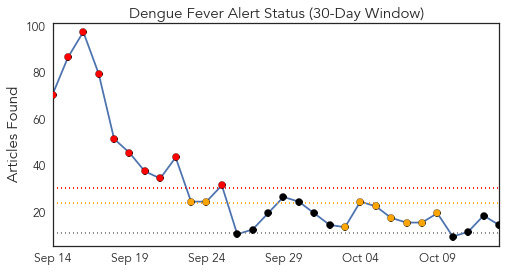 Dengue Fever Alert Status (30-Day Window)
Articles Found
100
80
60
40
20
Sep 14
Sep 19
Sep 24
Sep 29
Oct 04
Oct 09